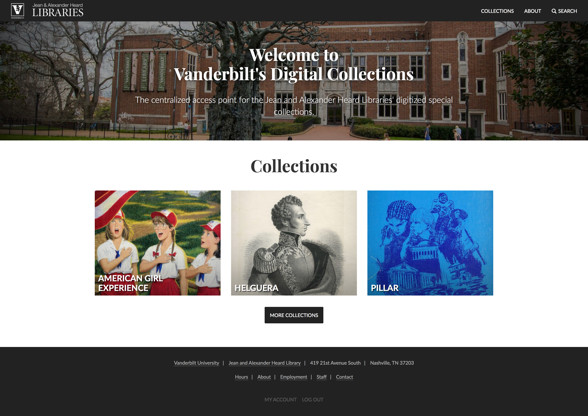 Jean & Alexander Heard
LIBRARIES
COLLECTIONS ABOUT SEARCH
Welcome to
Vanderbilt's Digital Collections
The centralized access point for the Jean and Alexander Heard Libraries' digitized special
collections.
Collections
AMERICAN GIRL
EXPERIENCE
HELGUERA
PILLAR
MORE COLLECTIONS
Vanderbilt University | Jean and Alexander Heard Library | 419 21st Avenue South | Nashville, TN 37203
Hours | About | Employment | Staff | Contact
MY ACCOUNT LOG OUT